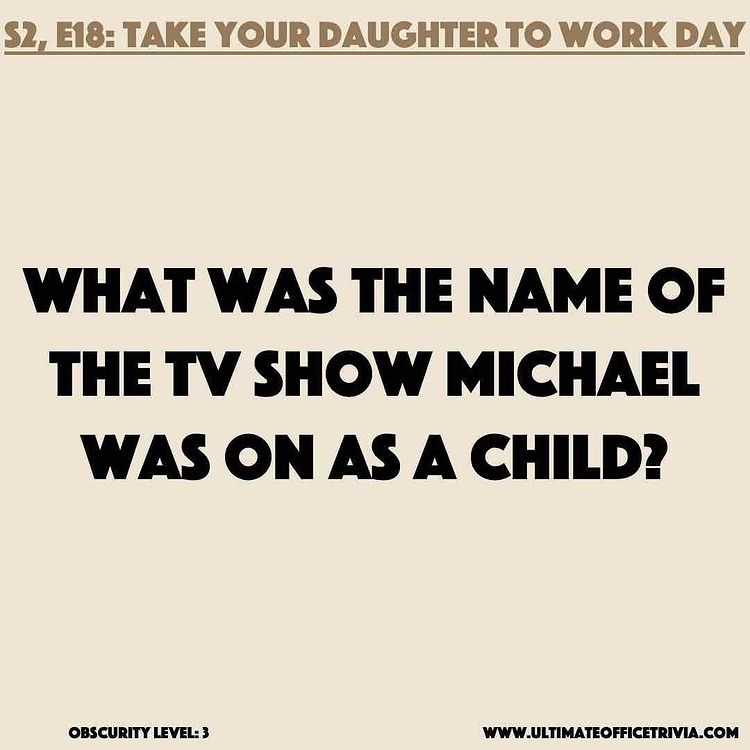 S2, E18: TAKE YOUR DAUGHTER TO WORK DAY
WHAT WAS THE NAME OF
THE TV SHOW MICHAEL
WAS ON AS A CHILD?
OBSCURITY LEVEL: 3
WWW.ULTIMATEOFFICETRIVIA.COM